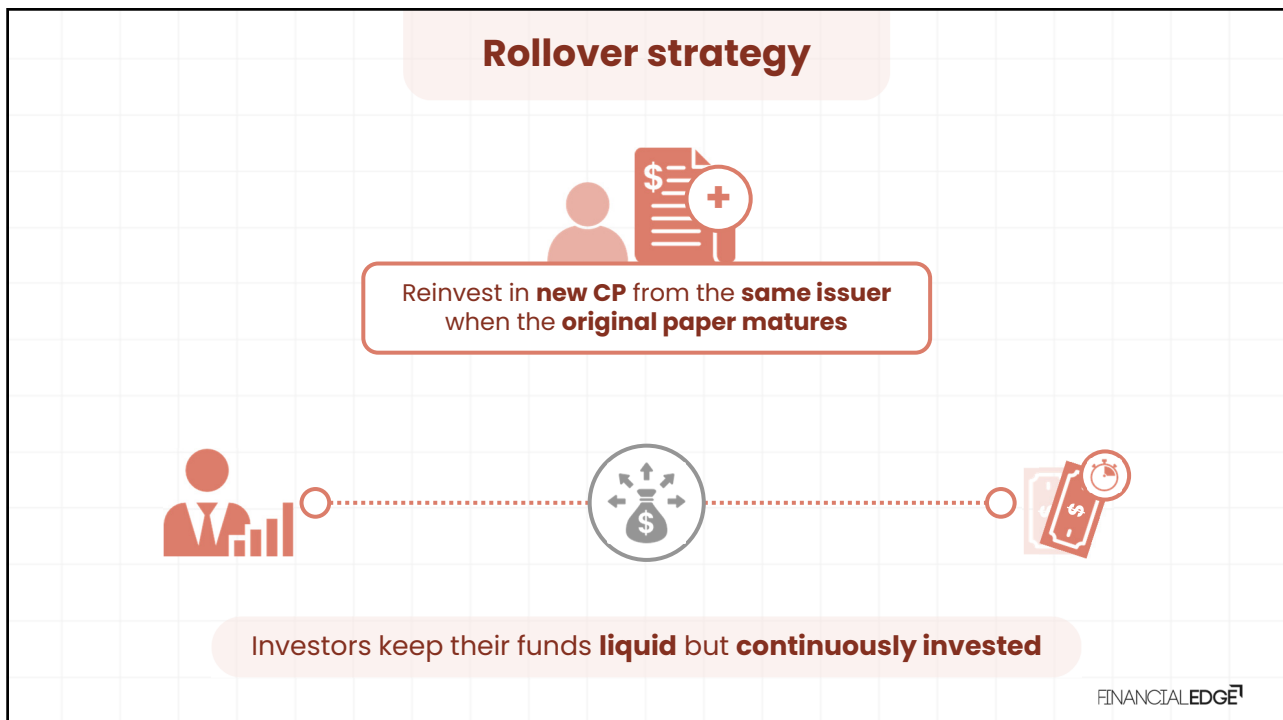 Rollover strategy
$
+
Reinvest in new CP from the same issuer
when the original paper matures
$
$
$
Investors keep their funds liquid but continuously invested
FINANCIALEDGE